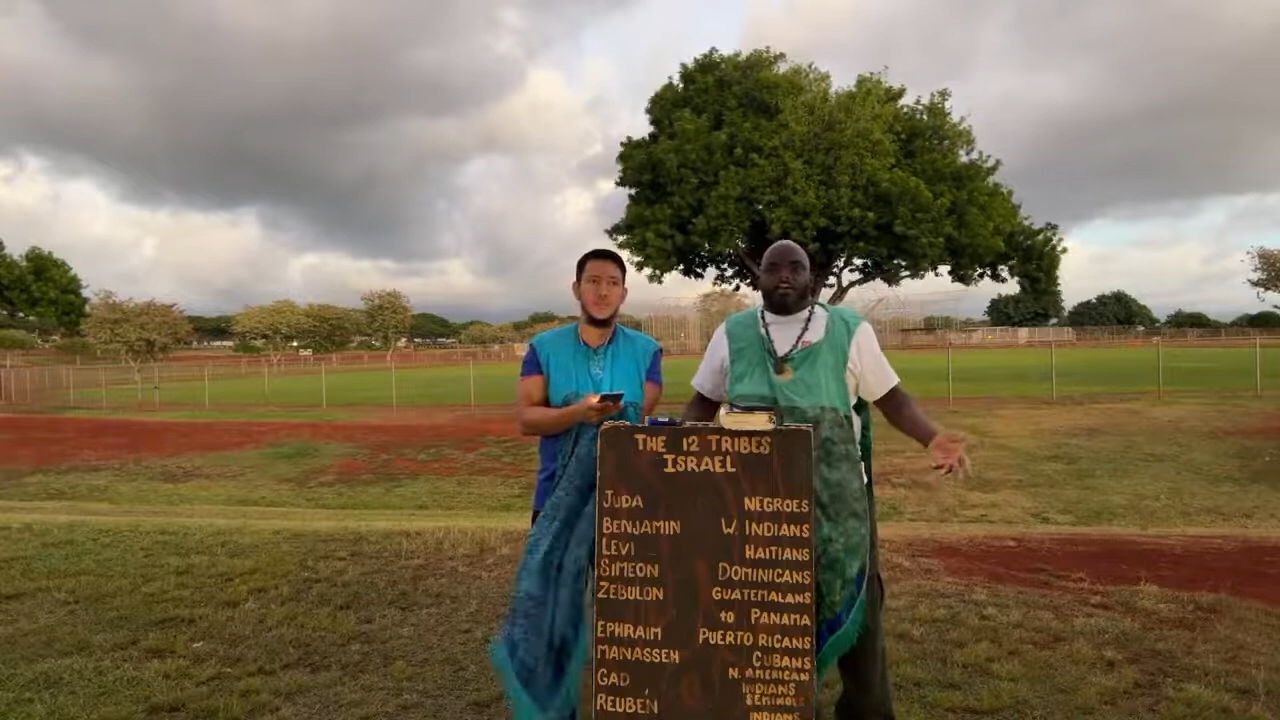 THE 12 TRIBES
ISRAEL
JUDA NEGROES
BENJAMIN W. INDIANS
LEVI HAITIANS
SIMEON DOMINICANS
ZEBULON GUATEMALANS
to PANAMA
EPHRAIM PUERTO RICANS
MANASSEH CUBANS
GAD N. AMERICAN
INDIANS
REUBEN SEMINOLE
INDIANS